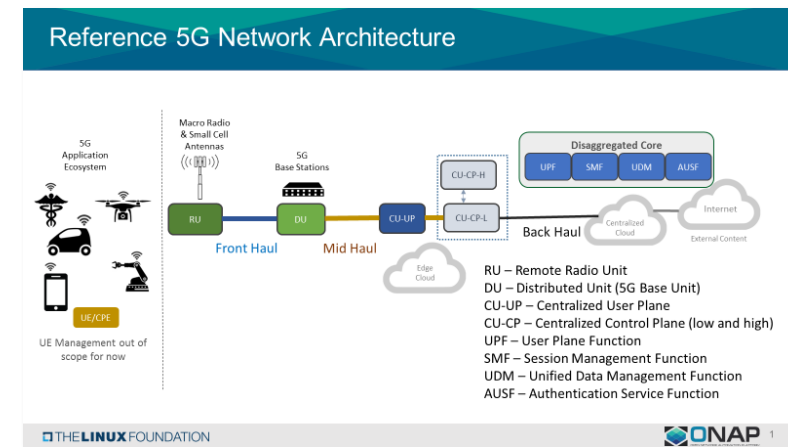 Reference 5G Network Architecture
5G
Application
Ecosystem
UE/CPE
UE Management out of
scope for now
Macro Radio
& Small Cell
Antennas
RU
Front Haul
5G
Base Stations
DU
Mid Haul
CU-UP
CU-CP-H
CU-CP-L
Edge
Cloud
Back Haul
Disaggregated Core
UPF
SMF
UDM
AUSF
Centralized
Cloud
Internet
External Content
RU – Remote Radio Unit
DU – Distributed Unit (5G Base Unit)
CU-UP – Centralized User Plane
CU-CP – Centralized Control Plane (low and high)
UPF – User Plane Function
SMF – Session Management Function
UDM – Unified Data Management Function
AUSF – Authentication Service Function
THE LINUX FOUNDATION
ONAP
1